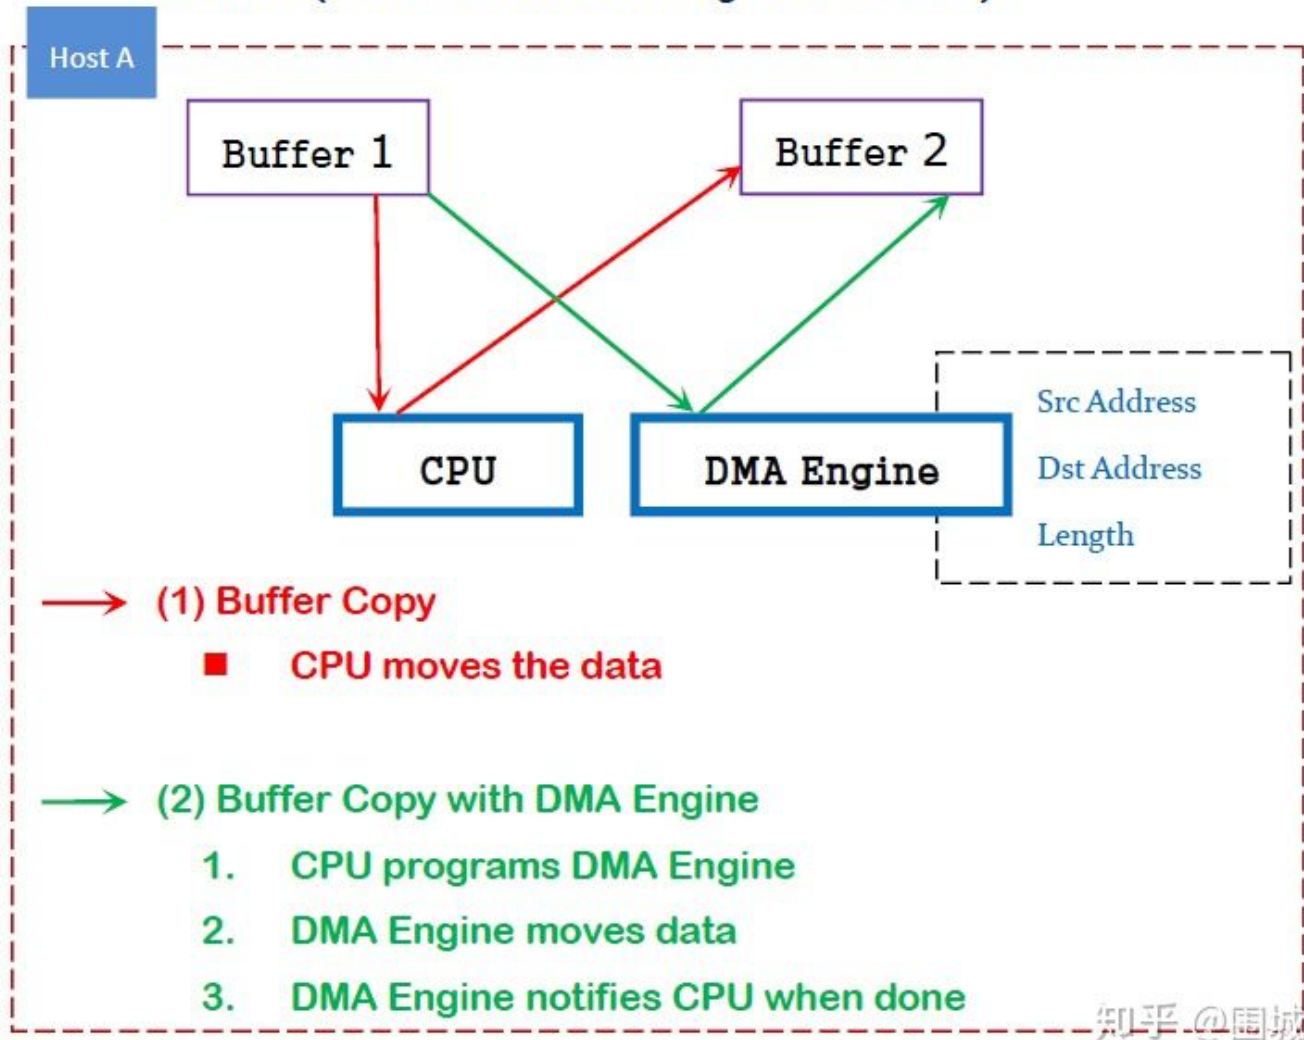 Host A
Buffer 1
Buffer 2
Src Address
CPU
DMA Engine
Dst Address
Length
(1) Buffer Copy
■ CPU moves the data
(2) Buffer Copy with DMA Engine
1. CPU programs DMA Engine
2. DMA Engine moves data
3. DMA Engine notifies CPU when done
知乎 @围城